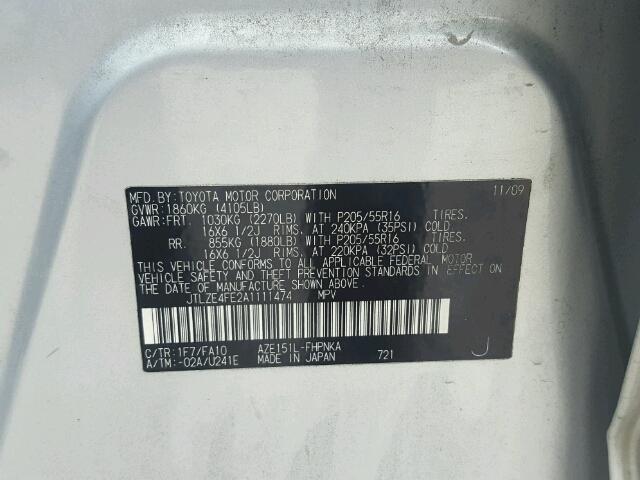 MFD.BY:TOYOTA MOTOR CORPORATION 11/09
GVWR:1860KG (4105LB)
GAWR:FRT. 1030KG (2270LB) WITH P205/55R16 TIRES.
16X6 1/2J RIMS. AT 240KPA (35PSI) COLD
RR. 855KG (1880LB) WITH P205/55R16 TIRES.
16X6 1/2J RIMS. AT 220KPA (32PSI) COLD.
THIS VEHICLE CONFORMS TO ALL APPLICABLE FEDERAL MOTOR
VEHICLE SAFETY AND THEFT PREVENTION STANDARDS IN EFFECT ON
THE DATE OF MANUFACTURE SHOWN ABOVE.
JTLZE4FE2A1111474 MPV
C/TR:1F7/FA10 AZE151L-FHPNKA
A/TM:-02A/U241E MADE IN JAPAN 721 J